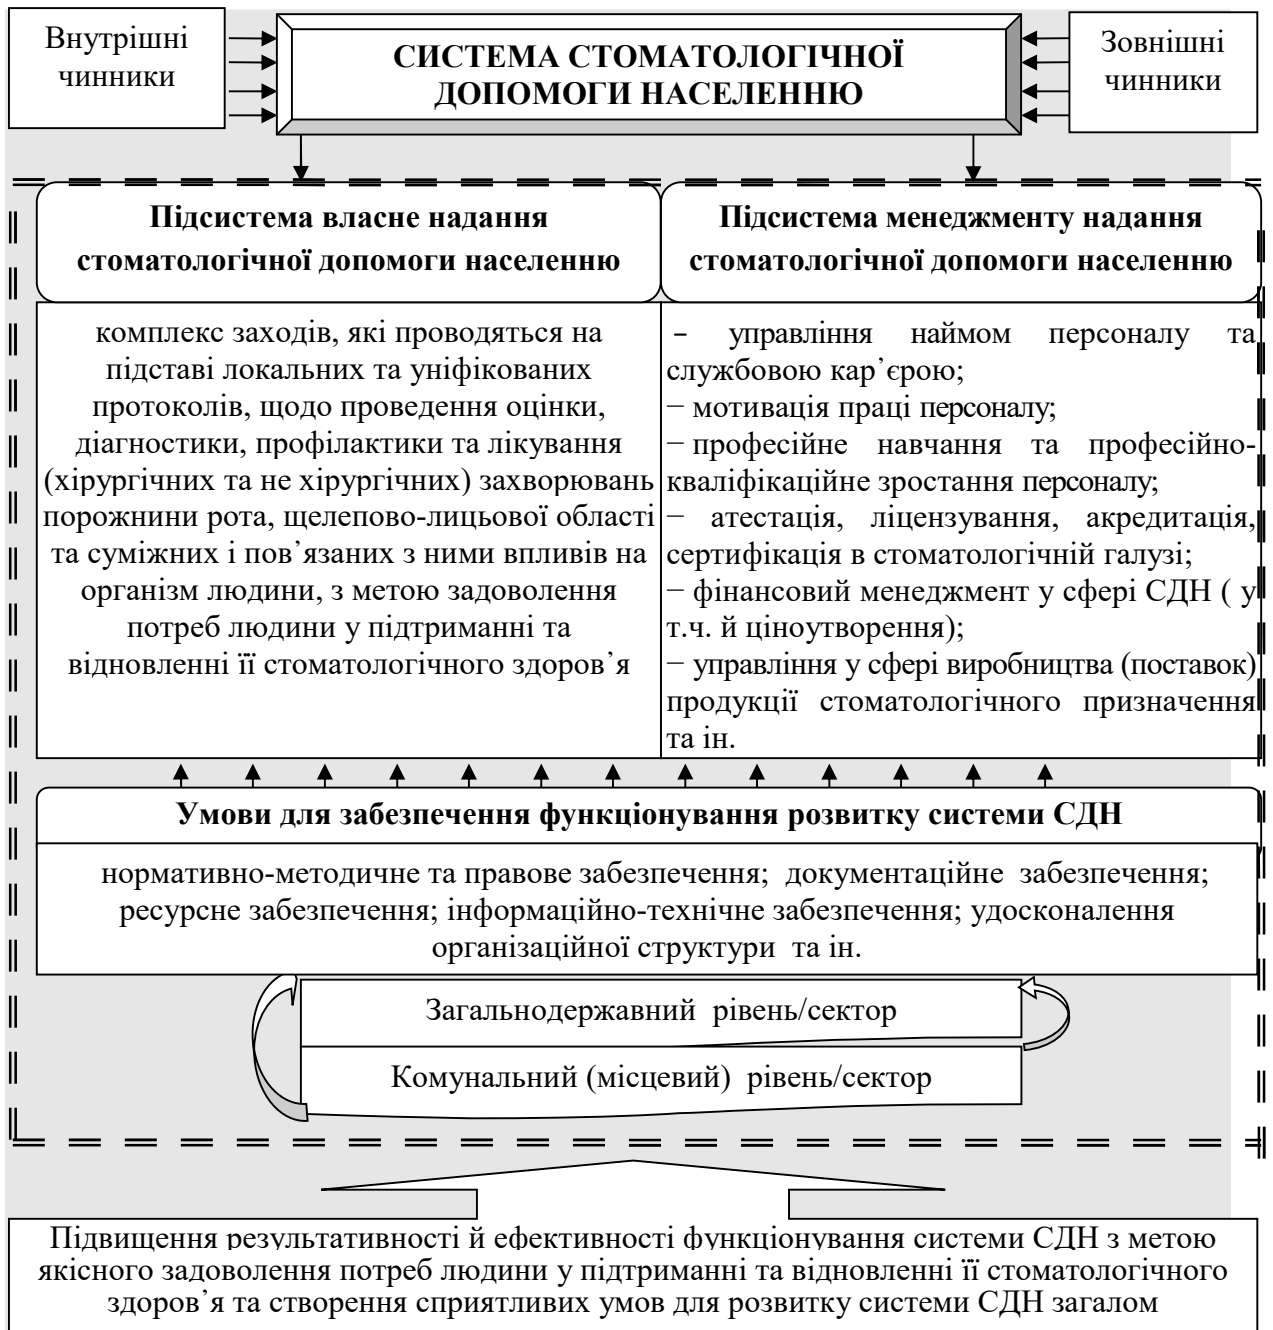 Внутрішні
чинники
СИСТЕМА СТОМАТОЛОГІЧНОЇ
ДОПОМОГИ НАСЕЛЕННЮ
Зовнішні
чинники
Підсистема власне надання
стоматологічної допомоги населенню
Підсистема менеджменту надання
стоматологічної допомоги населенню
комплекс заходів, які проводяться на
підставі локальних та уніфікованих
протоколів, щодо проведення оцінки,
діагностики, профілактики та лікування
(хірургічних та не хірургічних) захворювань
порожнини рота, щелепово-лицьової області
та суміжних і пов’язаних з ними впливів на
організм людини, з метою задоволення
потреб людини у підтриманні та
відновленні її стоматологічного здоров’я
– управління наймом персоналу та
службовою кар’єрою;
− мотивація праці персоналу;
− професійне навчання та професійно-
кваліфікаційне зростання персоналу;
− атестація, ліцензування, акредитація,
сертифікація в стоматологічній галузі;
− фінансовий менеджмент у сфері СДН ( у
т.ч. й ціноутворення);
− управління у сфері виробництва (поставок)
продукції стоматологічного призначення
та ін.
Умови для забезпечення функціонування розвитку системи СДН
нормативно-методичне та правове забезпечення; документаційне забезпечення;
ресурсне забезпечення; інформаційно-технічне забезпечення; удосконалення
організаційної структури та ін.
Загальнодержавний рівень/сектор
Комунальний (місцевий) рівень/сектор
Підвищення результативності й ефективності функціонування системи СДН з метою
якісного задоволення потреб людини у підтриманні та відновленні її стоматологічного
здоров’я та створення сприятливих умов для розвитку системи СДН загалом